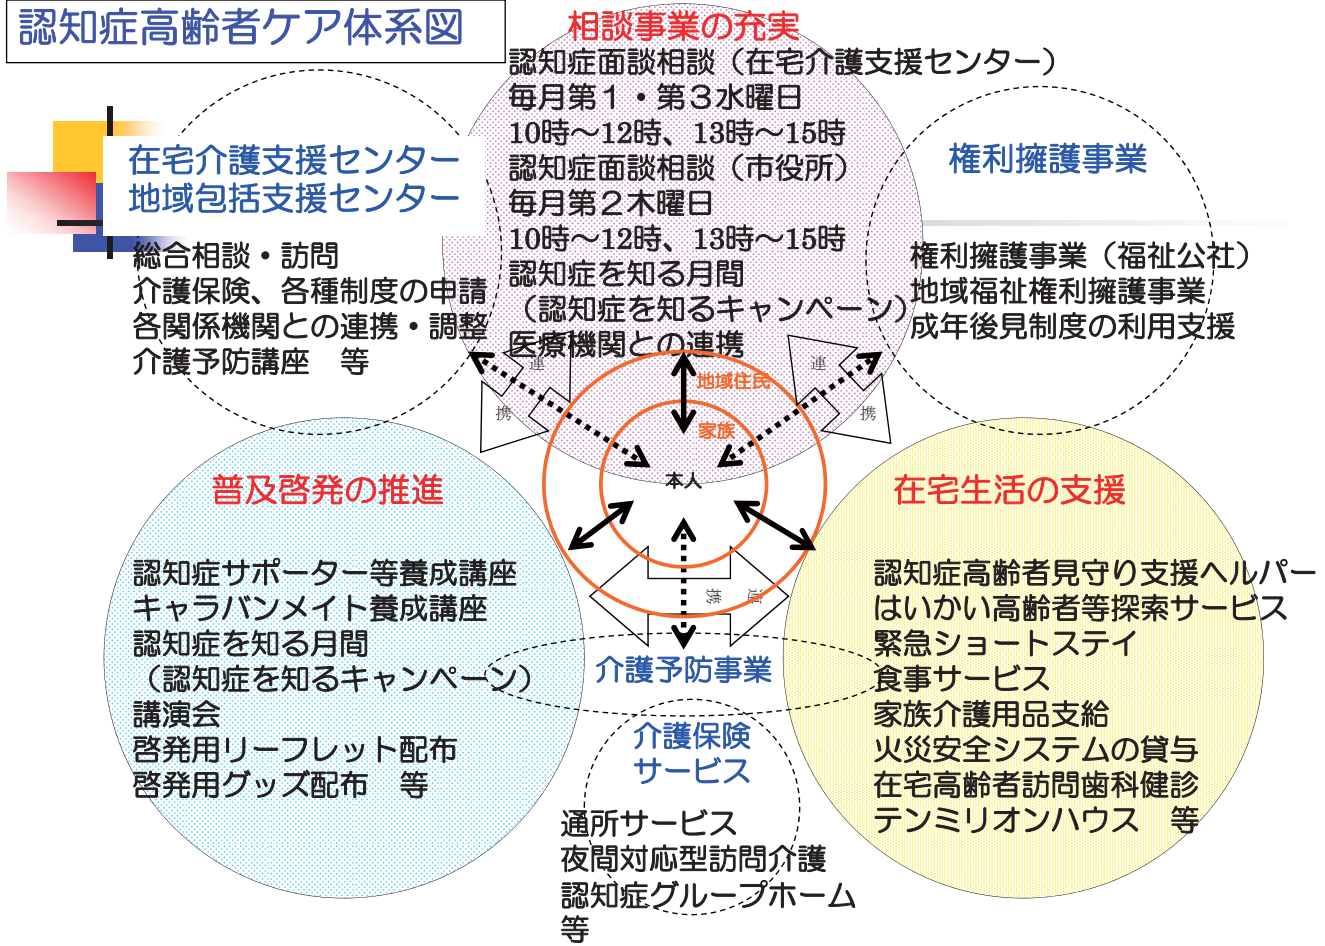 認知症高齢者ケア体系図
相談事業の充実
認知症面談相談（在宅介護支援センター）
毎月第１・第３水曜日
10時～12時、13時～15時
認知症面談相談（市役所）
毎月第２木曜日
10時～12時、13時～15時
認知症を知る月間
（認知症を知るキャンペーン）
医療機関との連携
在宅介護支援センター
地域包括支援センター
総合相談・訪問
介護保険、各種制度の申請
各関係機関との連携・調整
介護予防講座　等
権利擁護事業
権利擁護事業（福祉公社）
地域福祉権利擁護事業
成年後見制度の利用支援
連
携
連
携
地域住民
家族
本人
連
携
普及啓発の推進
認知症サポーター等養成講座
キャラバンメイト養成講座
認知症を知る月間
（認知症を知るキャンペーン）
講演会
啓発用リーフレット配布
啓発用グッズ配布　等
在宅生活の支援
認知症高齢者見守り支援ヘルパー
はいかい高齢者等探索サービス
緊急ショートステイ
食事サービス
家族介護用品支給
火災安全システムの貸与
在宅高齢者訪問歯科健診
テンミリオンハウス　等
介護予防事業
介護保険
サービス
通所サービス
夜間対応型訪問介護
認知症グループホーム
等